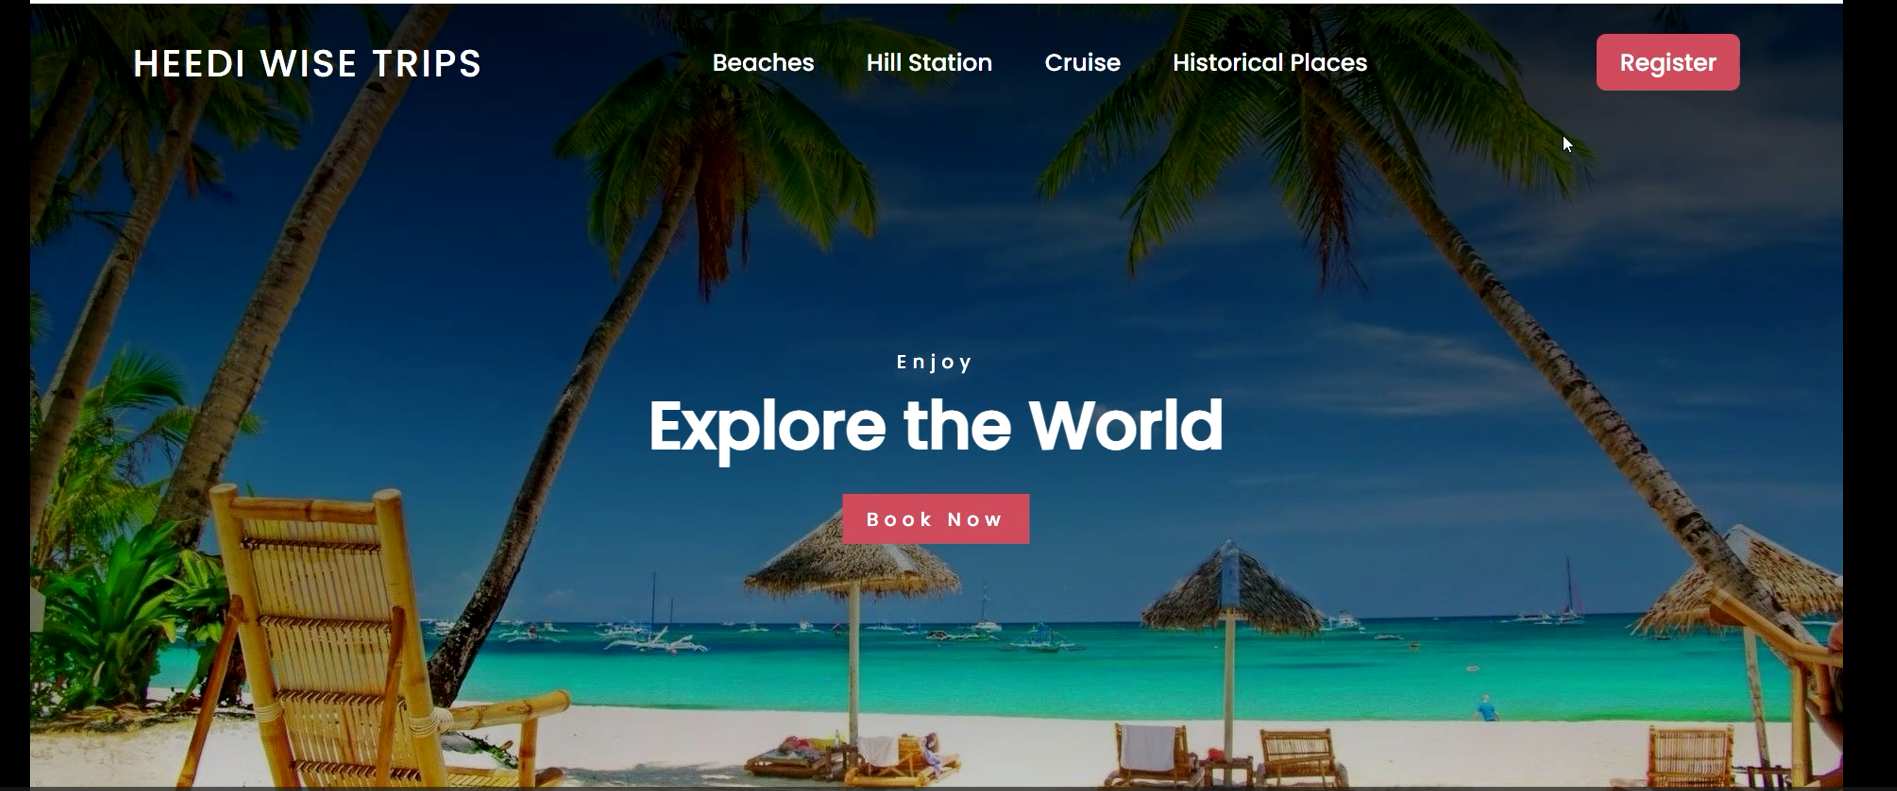 HEEDI WISE TRIPS
Beaches Hill Station Cruise Historical Places
Register
Enjoy
Explore the World
Book Now